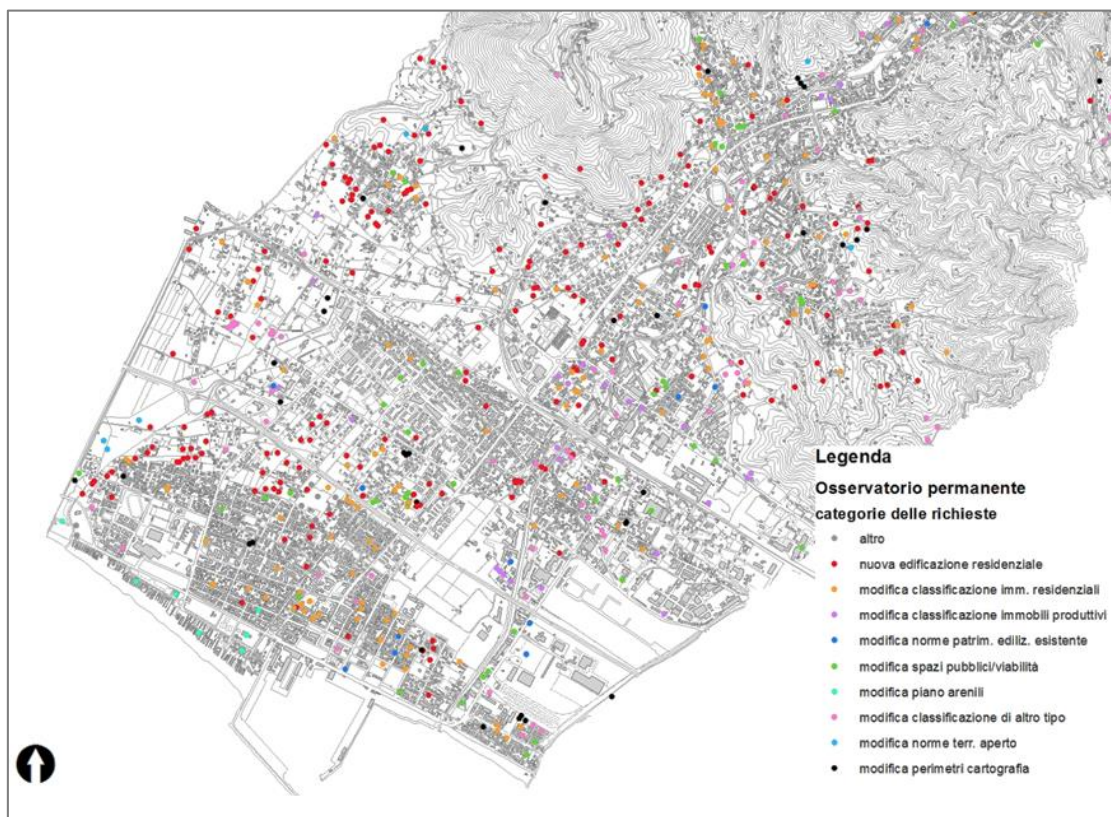 Legenda
Osservatorio permanente
categorie delle richieste
altro
nuova edificazione residenziale
modifica classificazione imm. residenziali
modifica classificazione immobili produttivi
modifica norme patrim. ediliz. esistente
modifica spazi pubblici/viabilità
modifica piano arenili
modifica classificazione di altro tipo
modifica norme terr. aperto
modifica perimetri cartografia